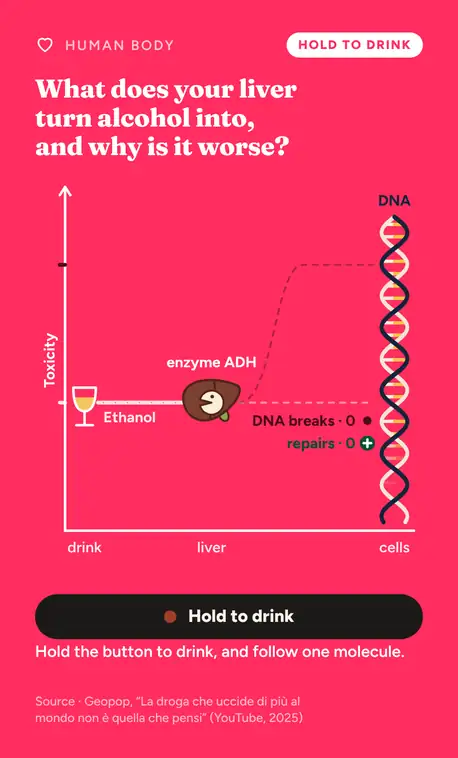 HUMAN BODY
HOLD TO DRINK
What does your liver
turn alcohol into,
and why is it worse?
DNA
Toxicity
enzyme ADH
Ethanol
DNA breaks · 0
repairs · 0
drink
liver
cells
Hold to drink
Hold the button to drink, and follow one molecule.
Source · Geopop, “La droga che uccide di più al
mondo non è quella che pensi” (YouTube, 2025)